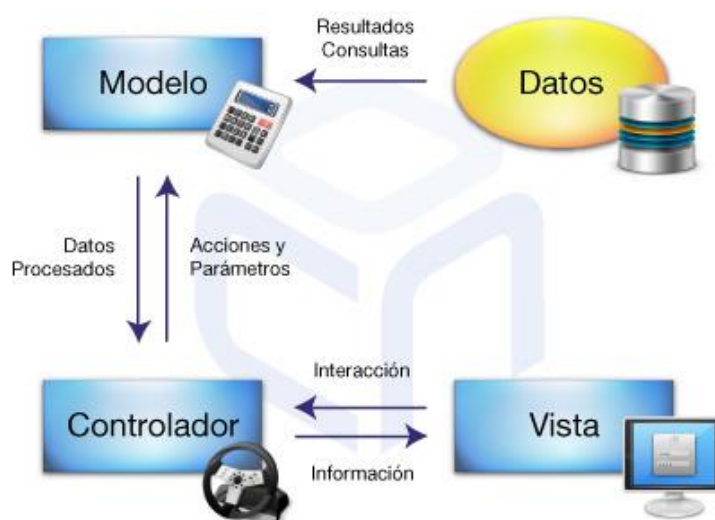 Resultados
Consultas
Modelo
Datos
Datos
Procesados
Acciones y
Parámetros
Interacción
Controlador
Vista
Información